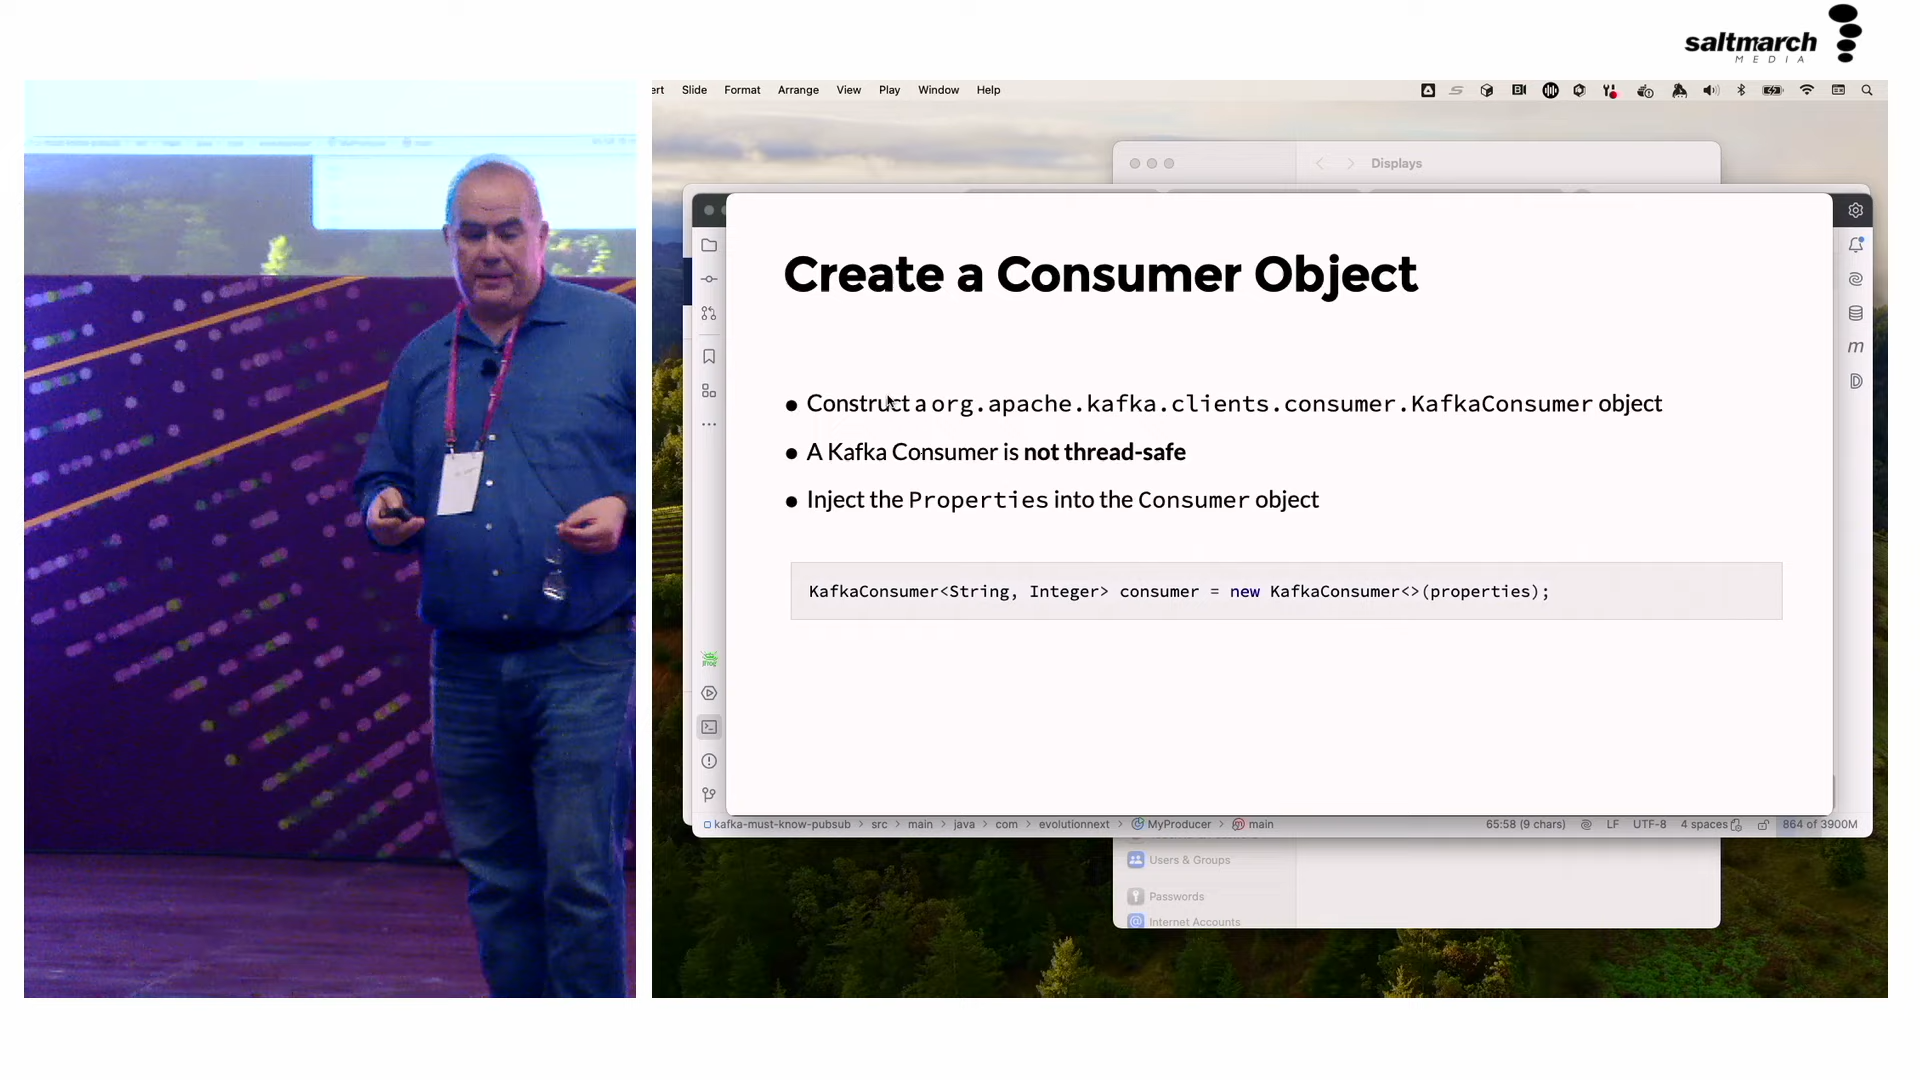 saltmarch
MEDIA
ert Slide Format Arrange View Play Window Help
Displays
Create a Consumer Object
● Construct a org.apache.kafka.clients.consumer.KafkaConsumer object
● A Kafka Consumer is not thread-safe
● Inject the Properties into the Consumer object
KafkaConsumer<String, Integer> consumer = new KafkaConsumer<>(properties);
kafka-must-know-pubsub > src > main > java > com > evolutionnext > MyProducer > main 65:58 (9 chars) LF UTF-8 4 spaces 864 of 3900M
Users & Groups
Passwords
Internet Accounts